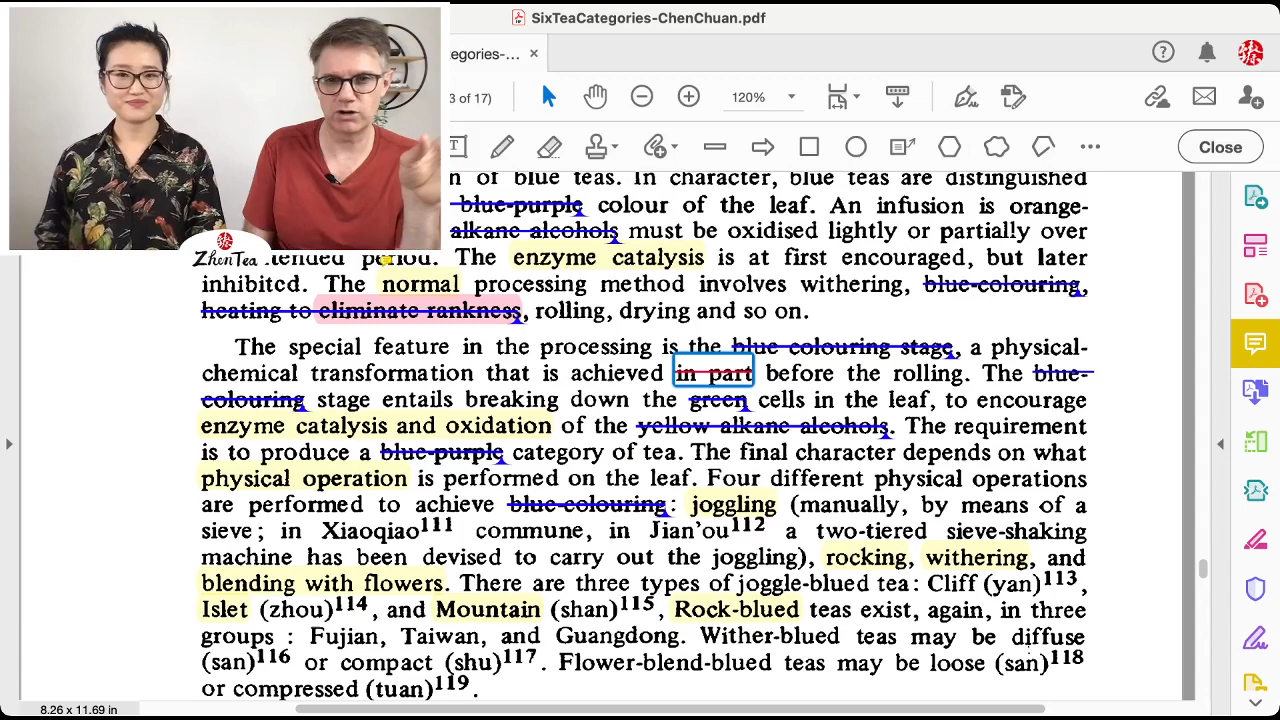 SixTeaCategories-ChenChuan.pdf
egories-... ×
3 of 17)
120%
Close
n of blue teas. In character, blue teas are distinguished
blue-purple colour of the leaf. An infusion is orange-
alkane alcohols must be oxidised lightly or partially over
ZhenTea .tended period. The enzyme catalysis is at first encouraged, but later
inhibited. The normal processing method involves withering, blue-colouring,
heating to eliminate rankness, rolling, drying and so on.
The special feature in the processing is the blue colouring stage, a physical-
chemical transformation that is achieved in part before the rolling. The blue-
colouring stage entails breaking down the green cells in the leaf, to encourage
enzyme catalysis and oxidation of the yellow alkane alcohols. The requirement
is to produce a blue-purple category of tea. The final character depends on what
physical operation is performed on the leaf. Four different physical operations
are performed to achieve blue-colouring: joggling (manually, by means of a
sieve; in Xiaoqiao111 commune, in Jian'ou112 a two-tiered sieve-shaking
machine has been devised to carry out the joggling), rocking, withering, and
blending with flowers. There are three types of joggle-blued tea: Cliff (yan)113,
Islet (zhou)114, and Mountain (shan)115, Rock-blued teas exist, again, in three
groups : Fujian, Taiwan, and Guangdong. Wither-blued teas may be diffuse
(san)116 or compact (shu)117. Flower-blend-blued teas may be loose (san)118
or compressed (tuan)119.
8.26 x 11.69 in